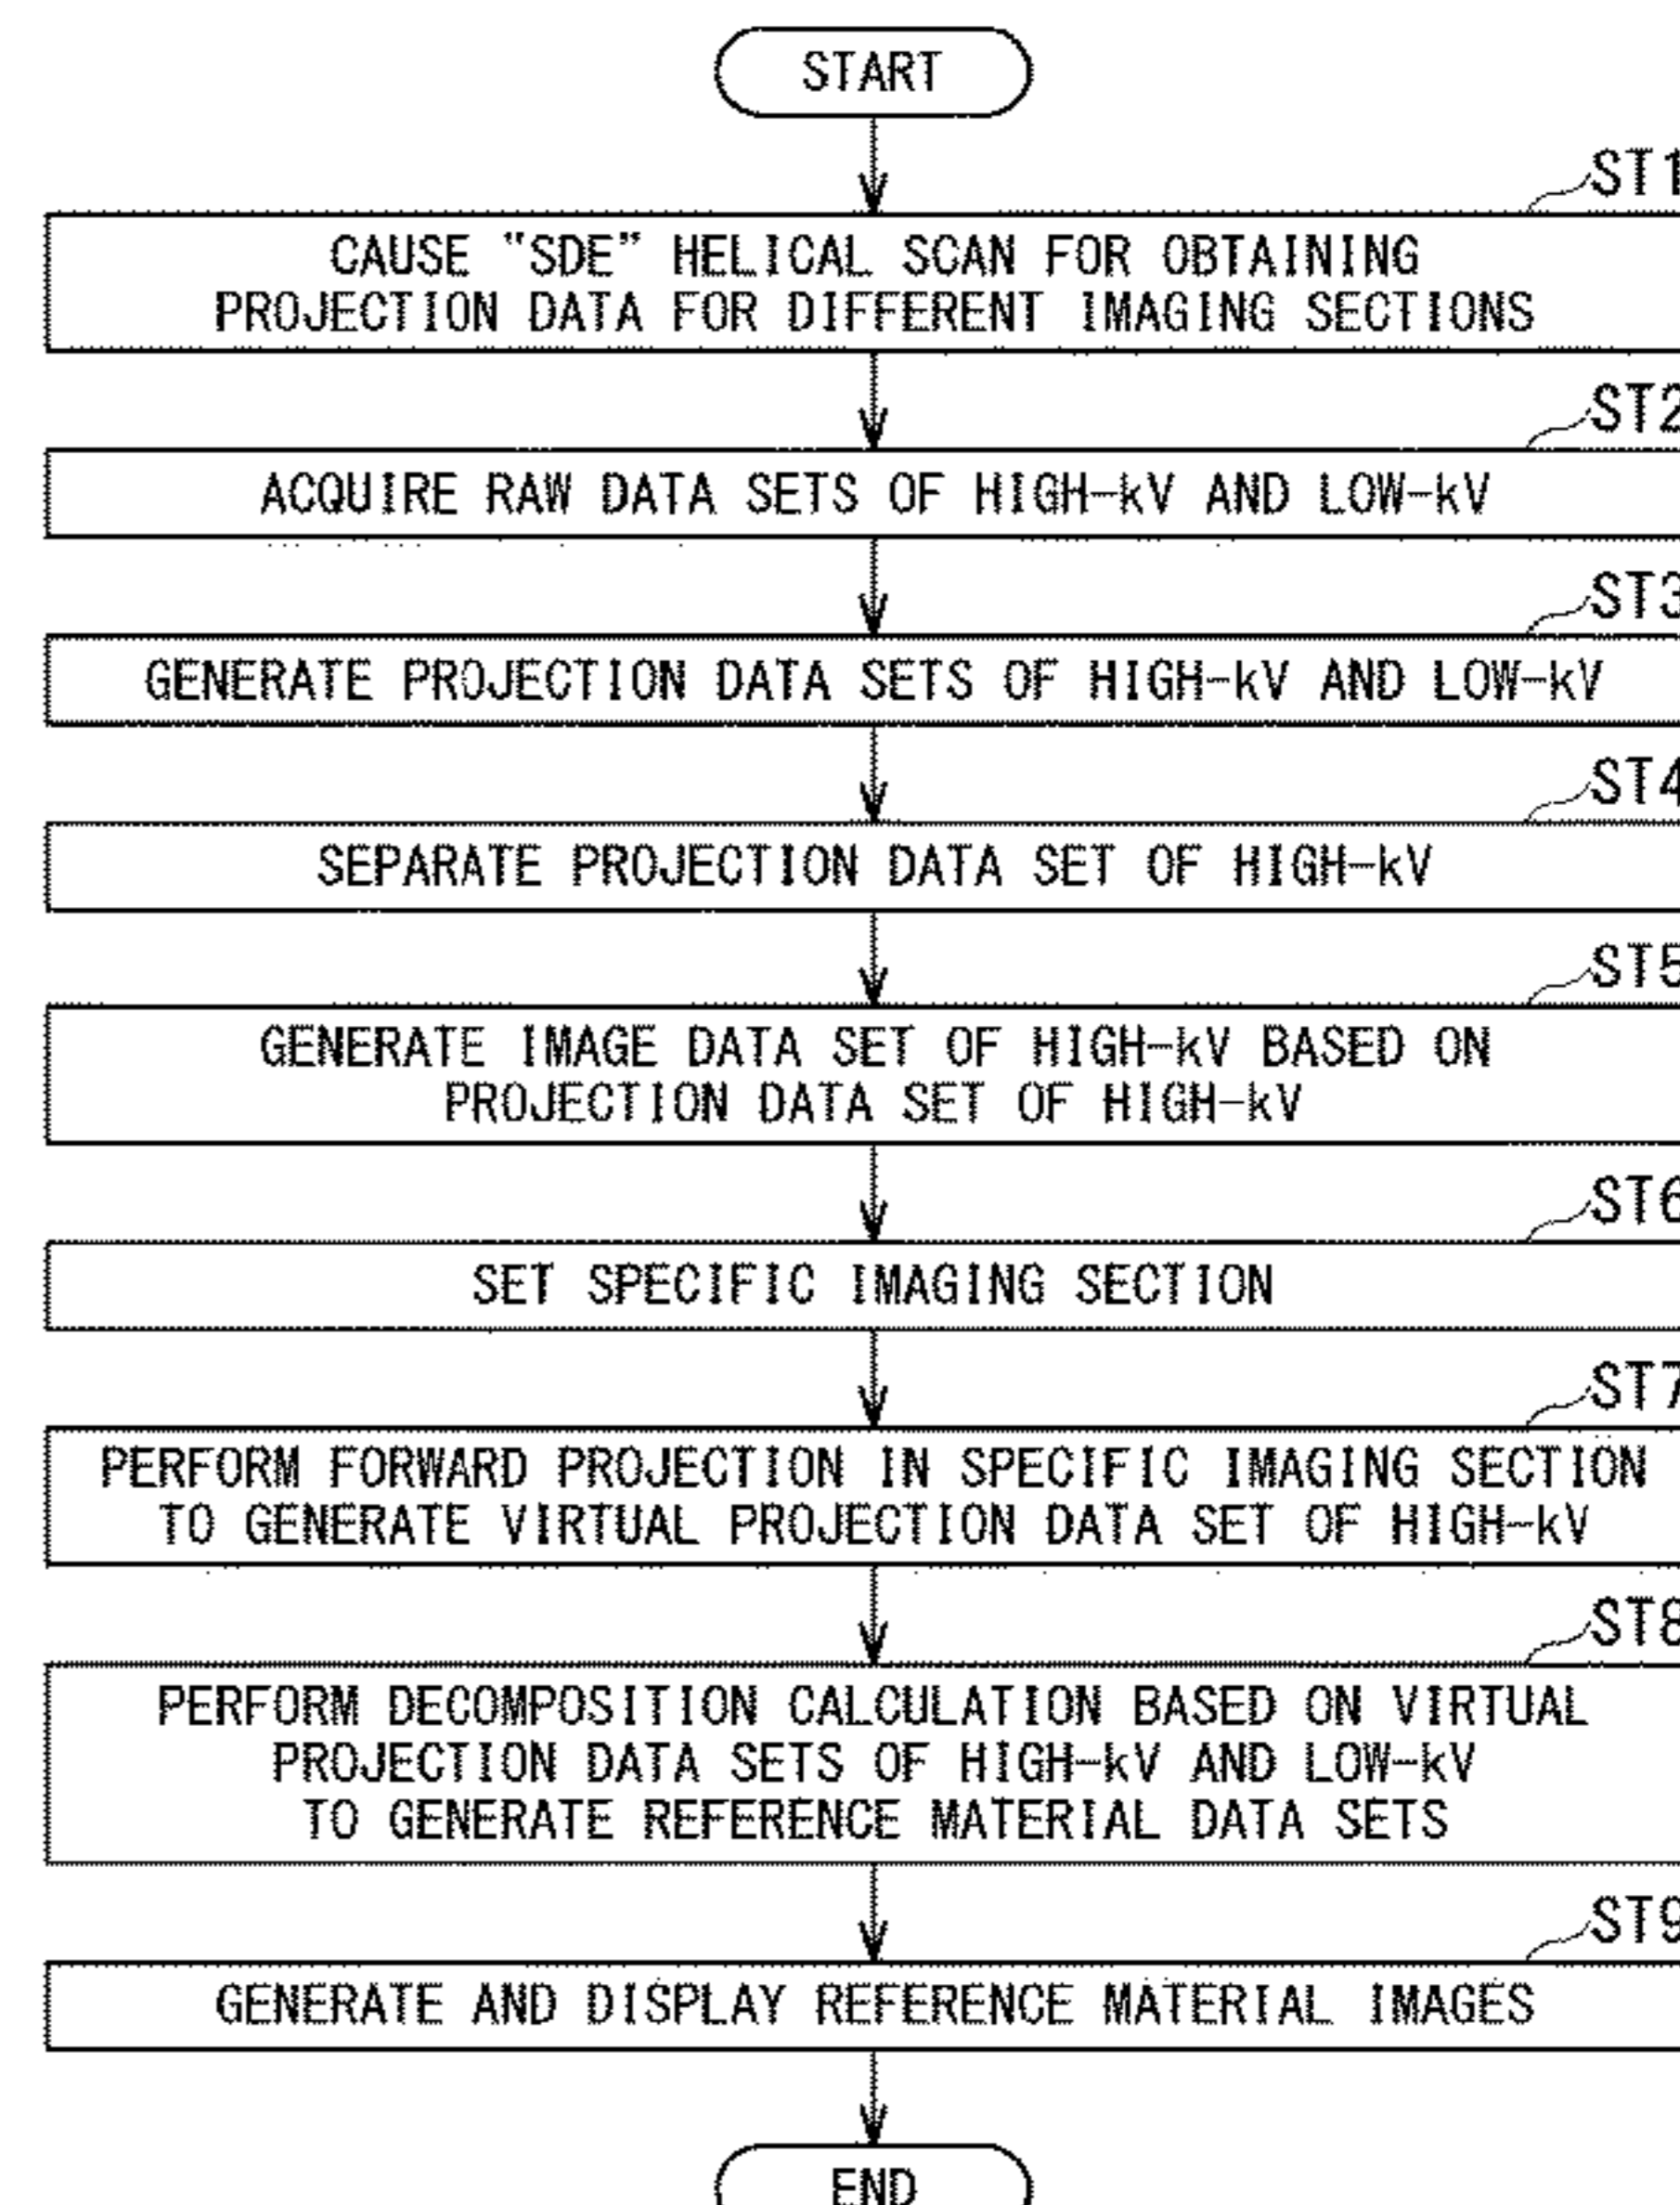 START
ST1
CAUSE "SDE" HELICAL SCAN FOR OBTAINING
PROJECTION DATA FOR DIFFERENT IMAGING SECTIONS
ST2
ACQUIRE RAW DATA SETS OF HIGH-kV AND LOW-kV
ST3
GENERATE PROJECTION DATA SETS OF HIGH-kV AND LOW-kV
ST4
SEPARATE PROJECTION DATA SET OF HIGH-kV
ST5
GENERATE IMAGE DATA SET OF HIGH-kV BASED ON
PROJECTION DATA SET OF HIGH-kV
ST6
SET SPECIFIC IMAGING SECTION
ST7
PERFORM FORWARD PROJECTION IN SPECIFIC IMAGING SECTION
TO GENERATE VIRTUAL PROJECTION DATA SET OF HIGH-kV
ST8
PERFORM DECOMPOSITION CALCULATION BASED ON VIRTUAL
PROJECTION DATA SETS OF HIGH-kV AND LOW-kV
TO GENERATE REFERENCE MATERIAL DATA SETS
ST9
GENERATE AND DISPLAY REFERENCE MATERIAL IMAGES
END